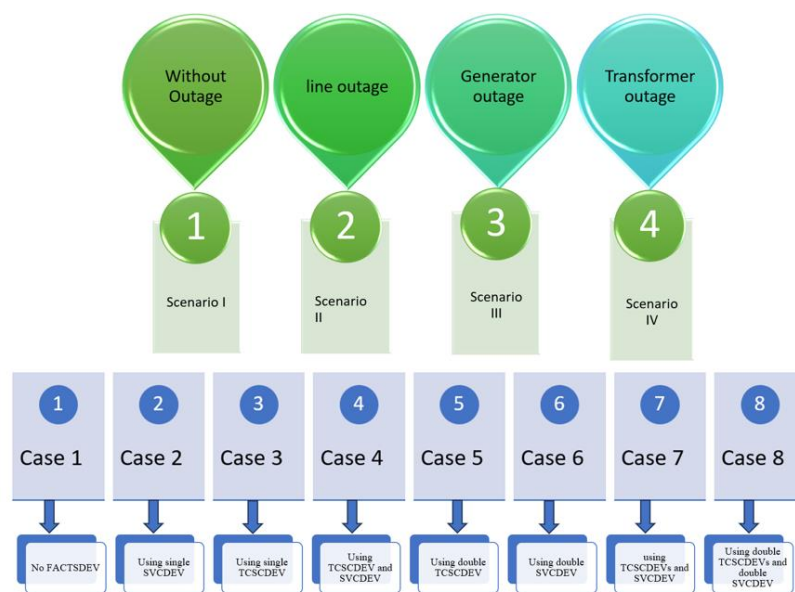 Without
Outage
line outage
Generator
outage
Transformer
outage
1
2
3
4
Scenario I
Scenario
II
Scenario
III
Scenario
IV
1
2
3
4
5
6
7
8
Case 1
Case 2
Case 3
Case 4
Case 5
Case 6
Case 7
Case 8
No FACTSDEV
Using single
SVCDEV
Using single
TCSCDEV
Using
TCSCDEV and
SVCDEV
Using double
TCSCDEV
Using double
SVCDEV
using
TCSCDEVs and
SVCDEV
Using double
TCSCDEVs and
double
SVCDEV